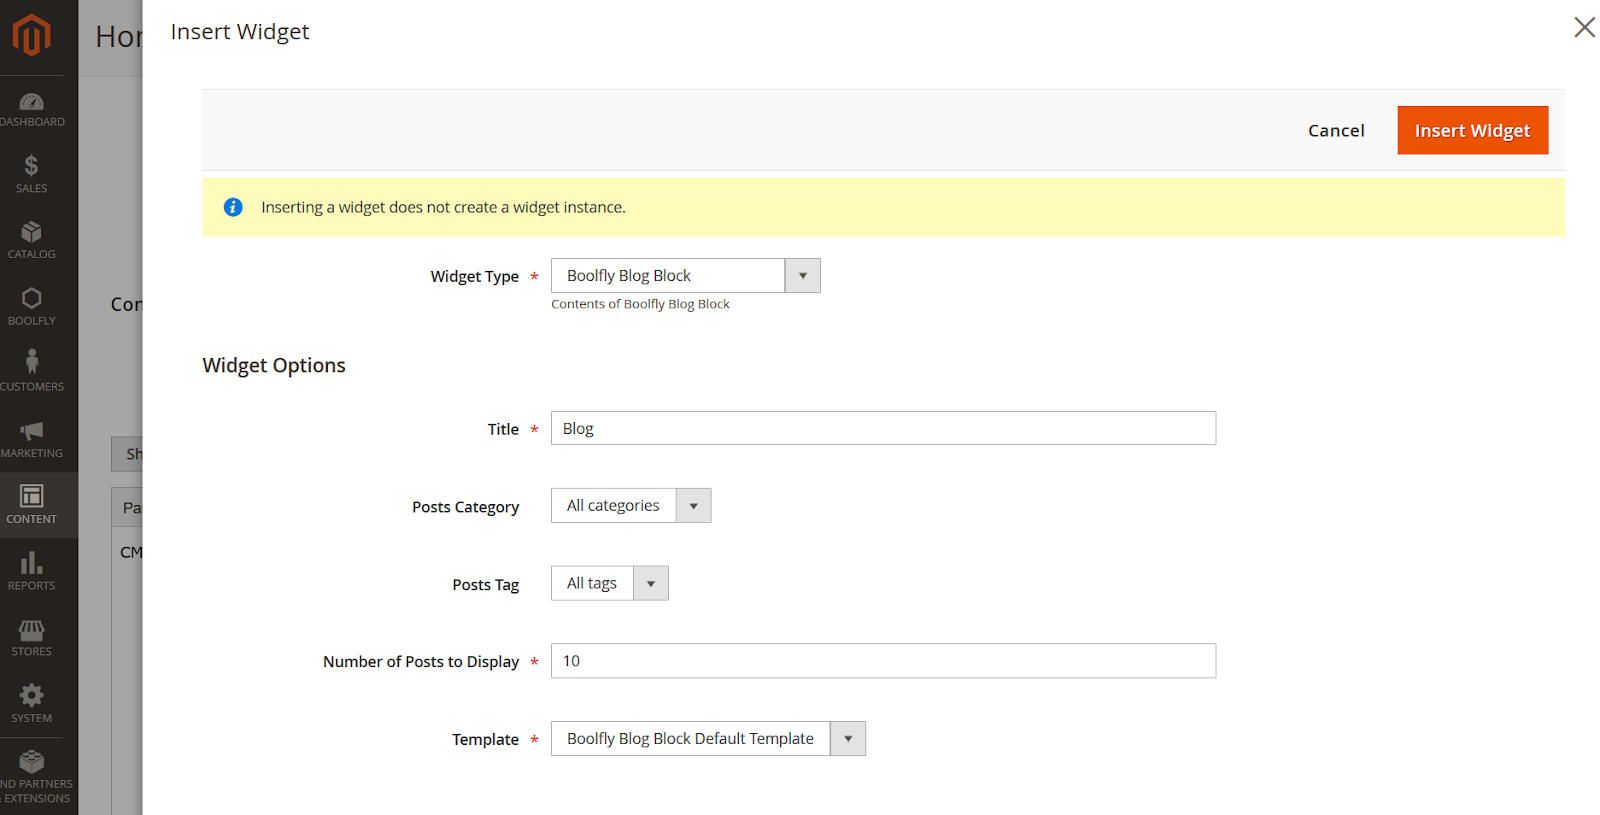 Hor
Insert Widget
DASHBOARD
SALES
CATALOG
BOOLFLY
CUSTOMERS
MARKETING
CONTENT
REPORTS
STORES
SYSTEM
ND PARTNERS
& EXTENSIONS
Con
Sh
Pa
CM
Cancel
Insert Widget
Inserting a widget does not create a widget instance.
Widget Type * Boolfly Blog Block
Contents of Boolfly Blog Block
Widget Options
Title * Blog
Posts Category All categories
Posts Tag All tags
Number of Posts to Display * 10
Template * Boolfly Blog Block Default Template